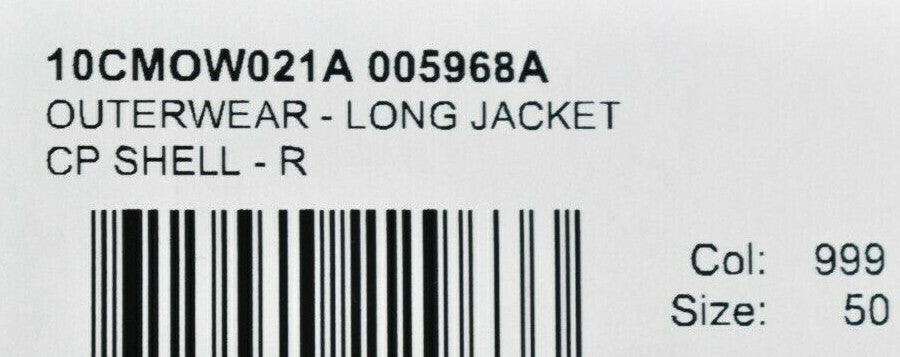 10CMOW021A 005968A
OUTERWEAR - LONG JACKET
CP SHELL - R
Col: 999
Size: 50